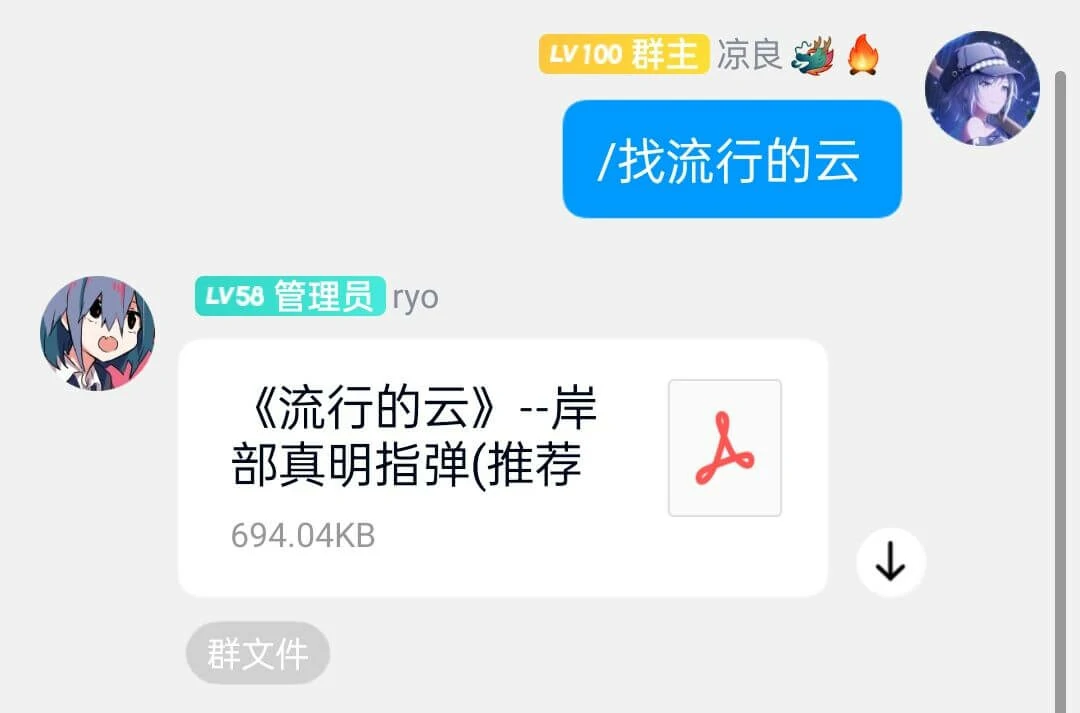 LV100 群主 凉良🐉🔥
/找流行的云
LV58 管理员 ryo
《流行的云》--岸
部真明指弹(推荐
694.04KB
群文件